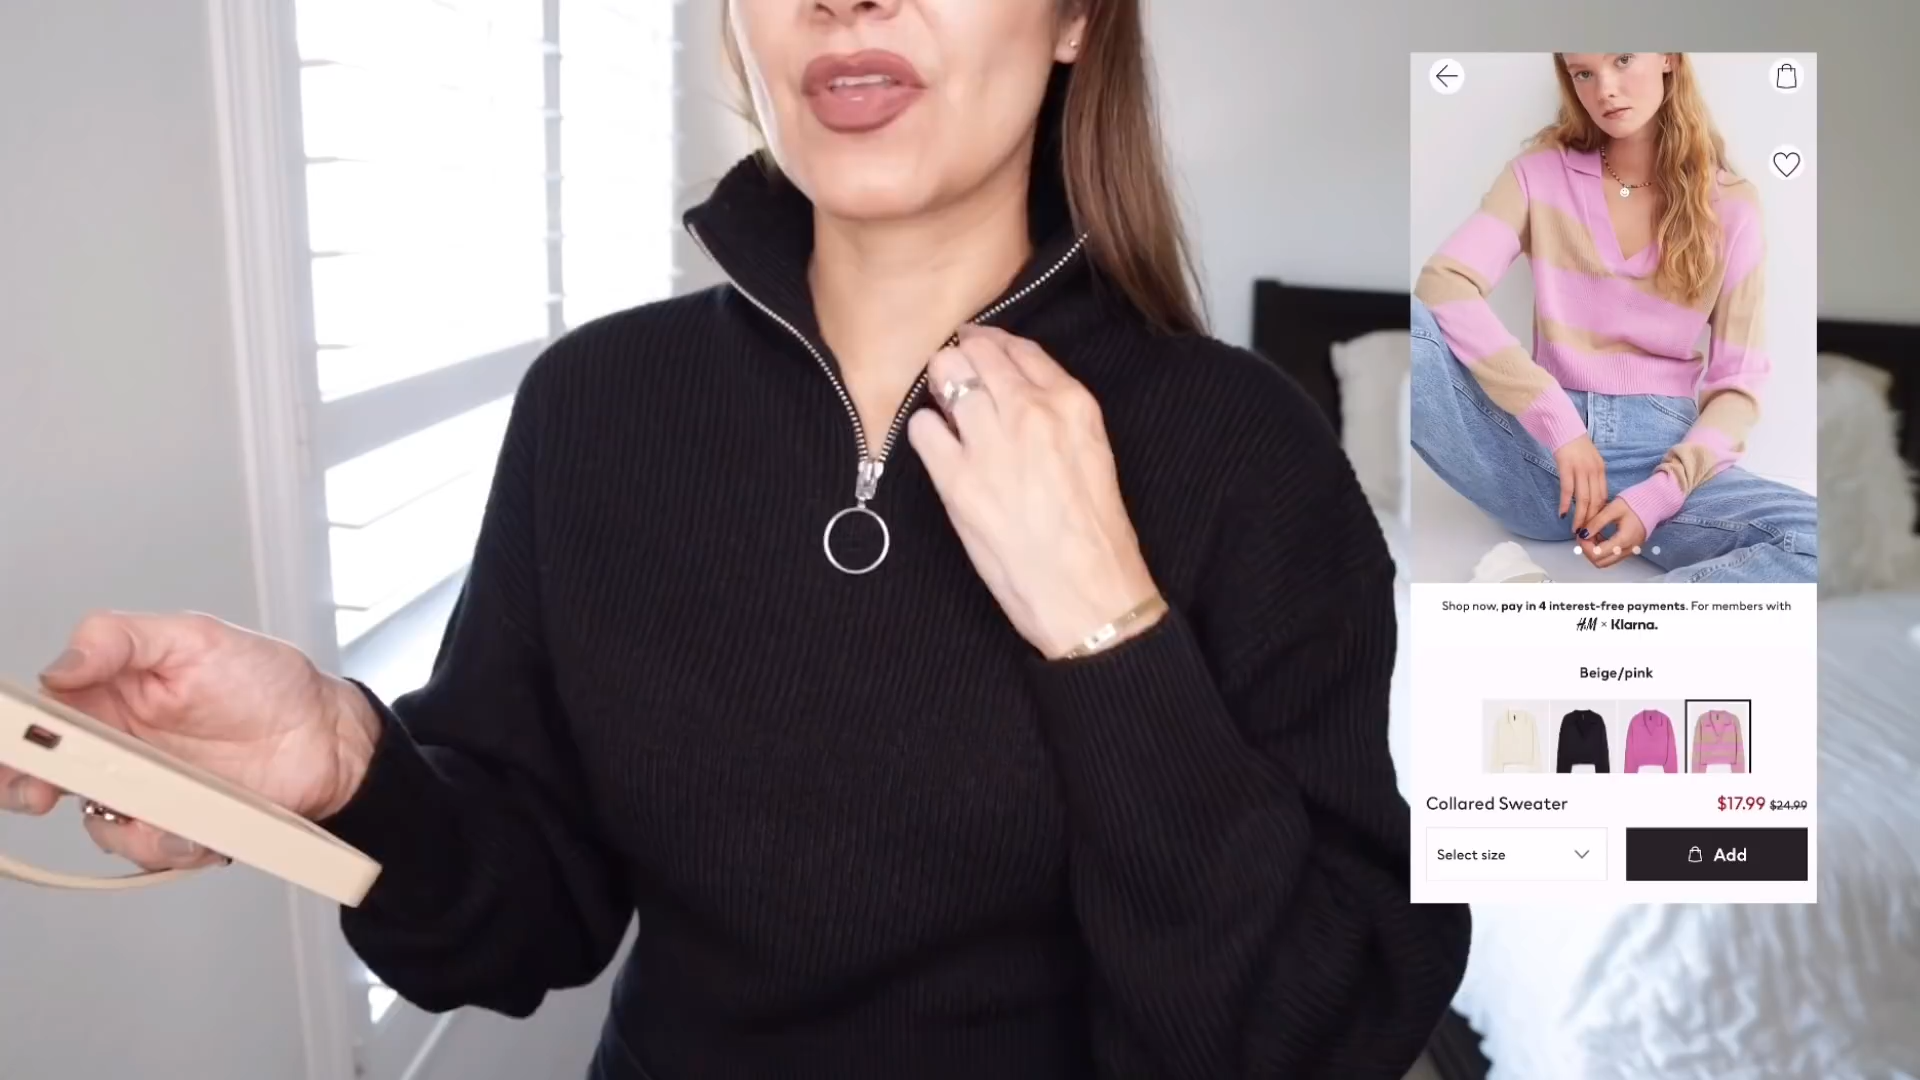 Shop now, pay in 4 interest-free payments. For members with
H&M × Klarna.
Beige/pink
Collared Sweater $17.99 $24.99
Select size Add